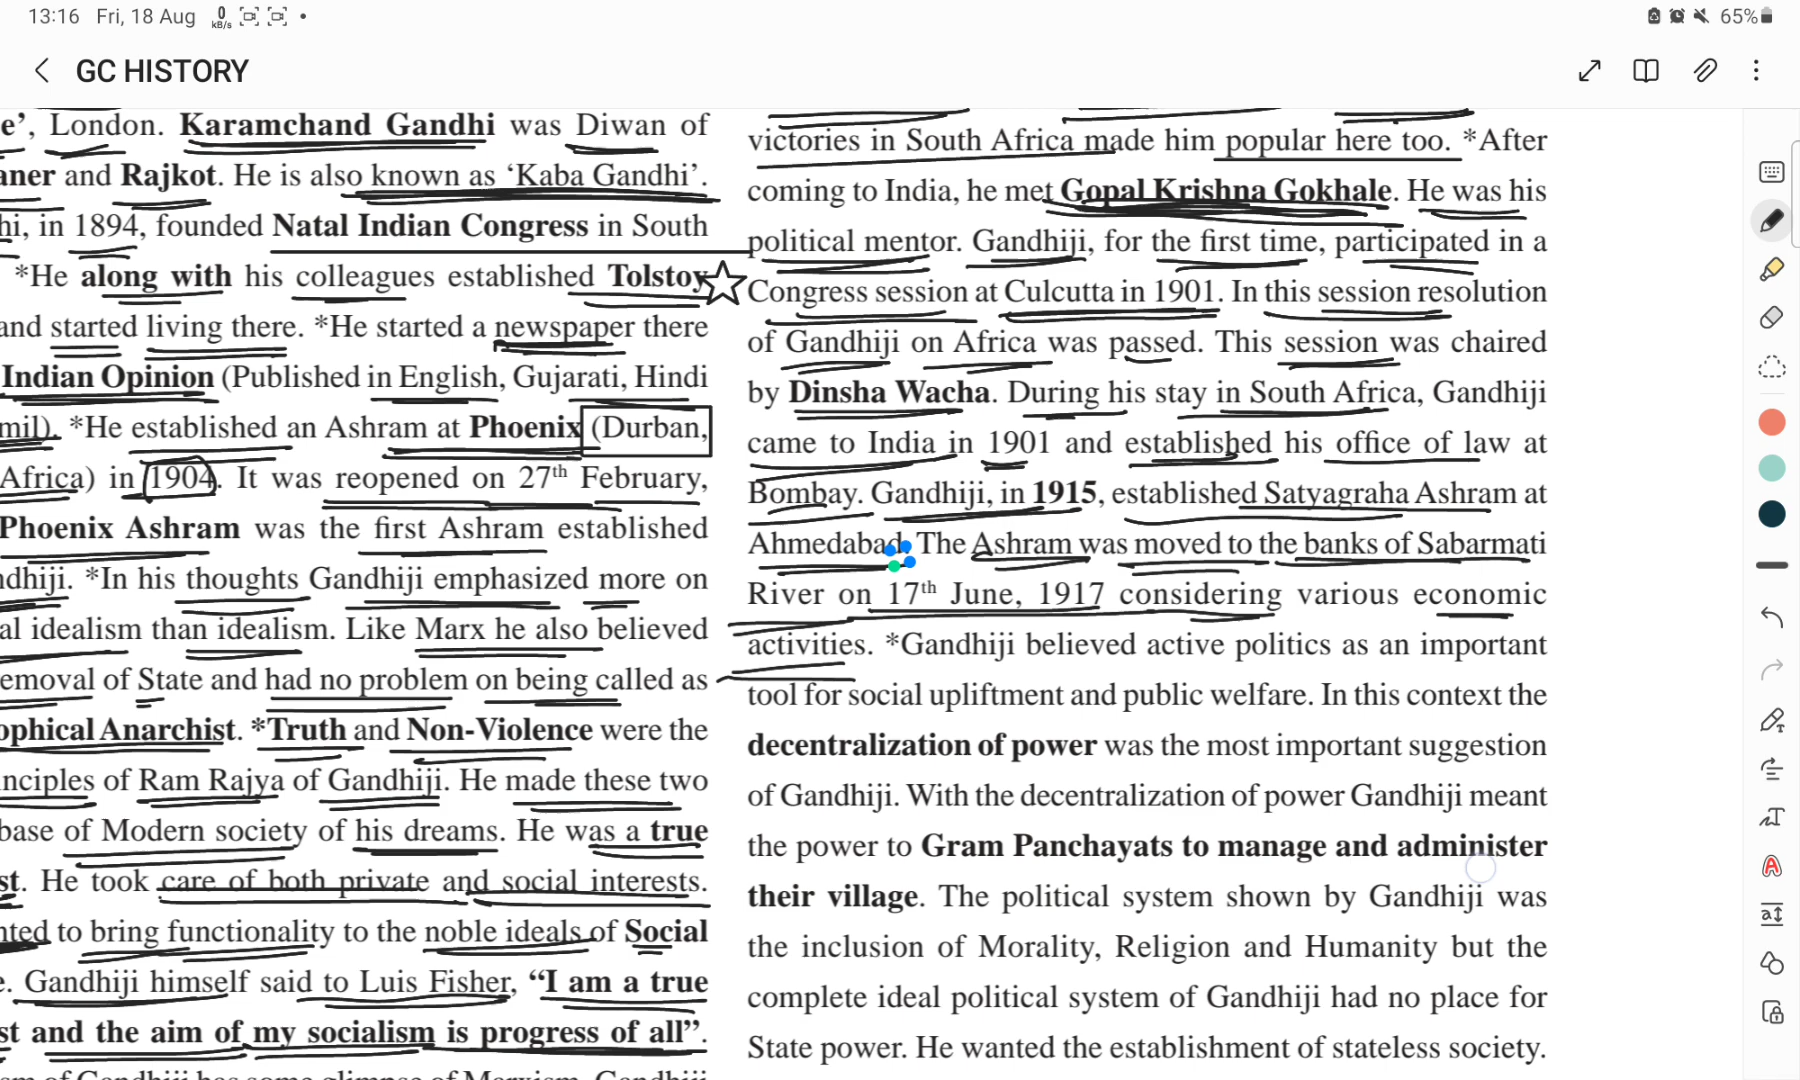 13:16 Fri, 18 Aug 0 kB/s 65%
GC HISTORY
e’, London. Karamchand Gandhi was Diwan of
aner and Rajkot. He is also known as ‘Kaba Gandhi’.
hi, in 1894, founded Natal Indian Congress in South
*He along with his colleagues established Tolstoy
and started living there. *He started a newspaper there
Indian Opinion (Published in English, Gujarati, Hindi
mil). *He established an Ashram at Phoenix (Durban,
Africa) in 1904. It was reopened on 27th February,
Phoenix Ashram was the first Ashram established
ndhiji. *In his thoughts Gandhiji emphasized more on
al idealism than idealism. Like Marx he also believed
emoval of State and had no problem on being called as
ophical Anarchist. *Truth and Non-Violence were the
inciples of Ram Rajya of Gandhiji. He made these two
base of Modern society of his dreams. He was a true
st. He took care of both private and social interests.
nted to bring functionality to the noble ideals of Social
e. Gandhiji himself said to Luis Fisher, “I am a true
st and the aim of my socialism is progress of all”.
sm of Gandhiji has some glimpse of Marxism. Gandhiji
victories in South Africa made him popular here too. *After
coming to India, he met Gopal Krishna Gokhale. He was his
political mentor. Gandhiji, for the first time, participated in a
Congress session at Culcutta in 1901. In this session resolution
of Gandhiji on Africa was passed. This session was chaired
by Dinsha Wacha. During his stay in South Africa, Gandhiji
came to India in 1901 and established his office of law at
Bombay. Gandhiji, in 1915, established Satyagraha Ashram at
Ahmedabad. The Ashram was moved to the banks of Sabarmati
River on 17th June, 1917 considering various economic
activities. *Gandhiji believed active politics as an important
tool for social upliftment and public welfare. In this context the
decentralization of power was the most important suggestion
of Gandhiji. With the decentralization of power Gandhiji meant
the power to Gram Panchayats to manage and administer
their village. The political system shown by Gandhiji was
the inclusion of Morality, Religion and Humanity but the
complete ideal political system of Gandhiji had no place for
State power. He wanted the establishment of stateless society.